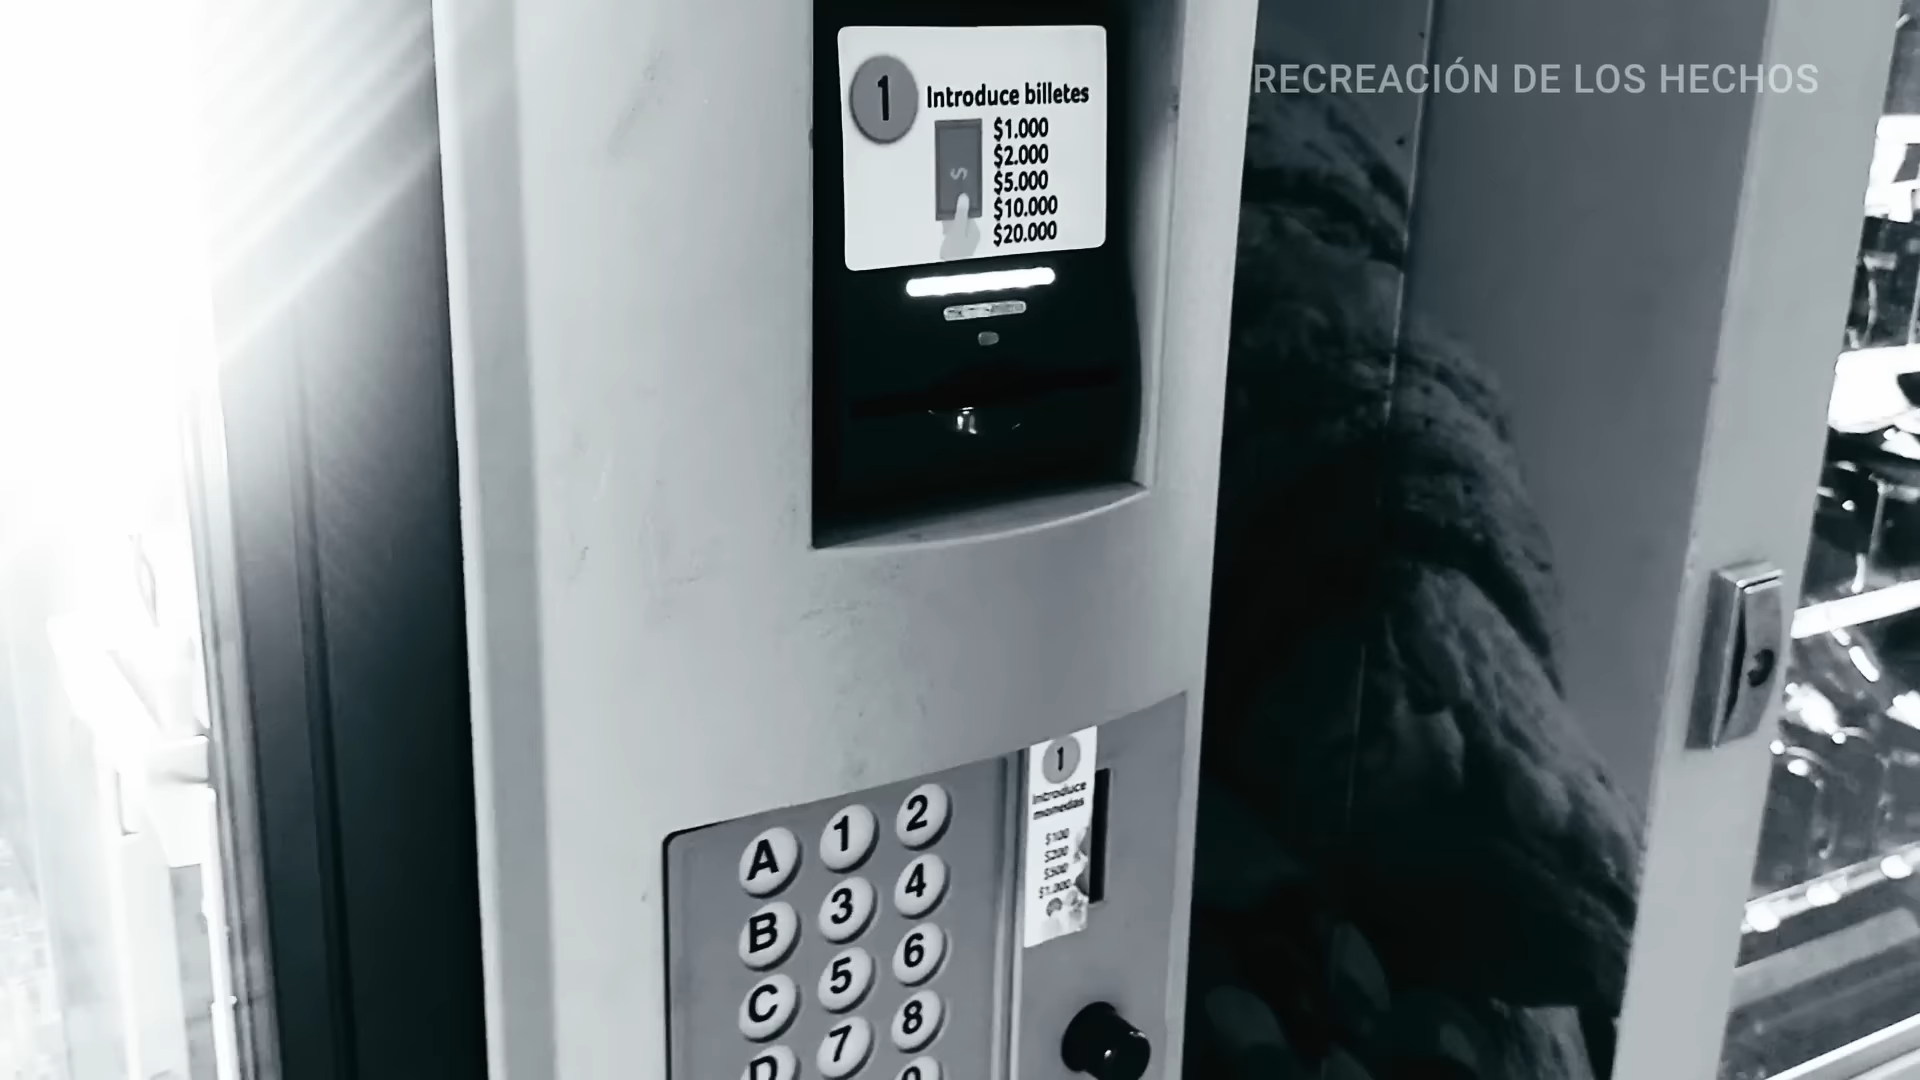 RECREACIÓN DE LOS HECHOS
1
Introduce billetes
$1.000
$2.000
$5.000
$10.000
$20.000
S
1
Introduce
monedas
$100
$200
$500
$1.000
A 1 2
B 3 4
C 5 6
D 7 8